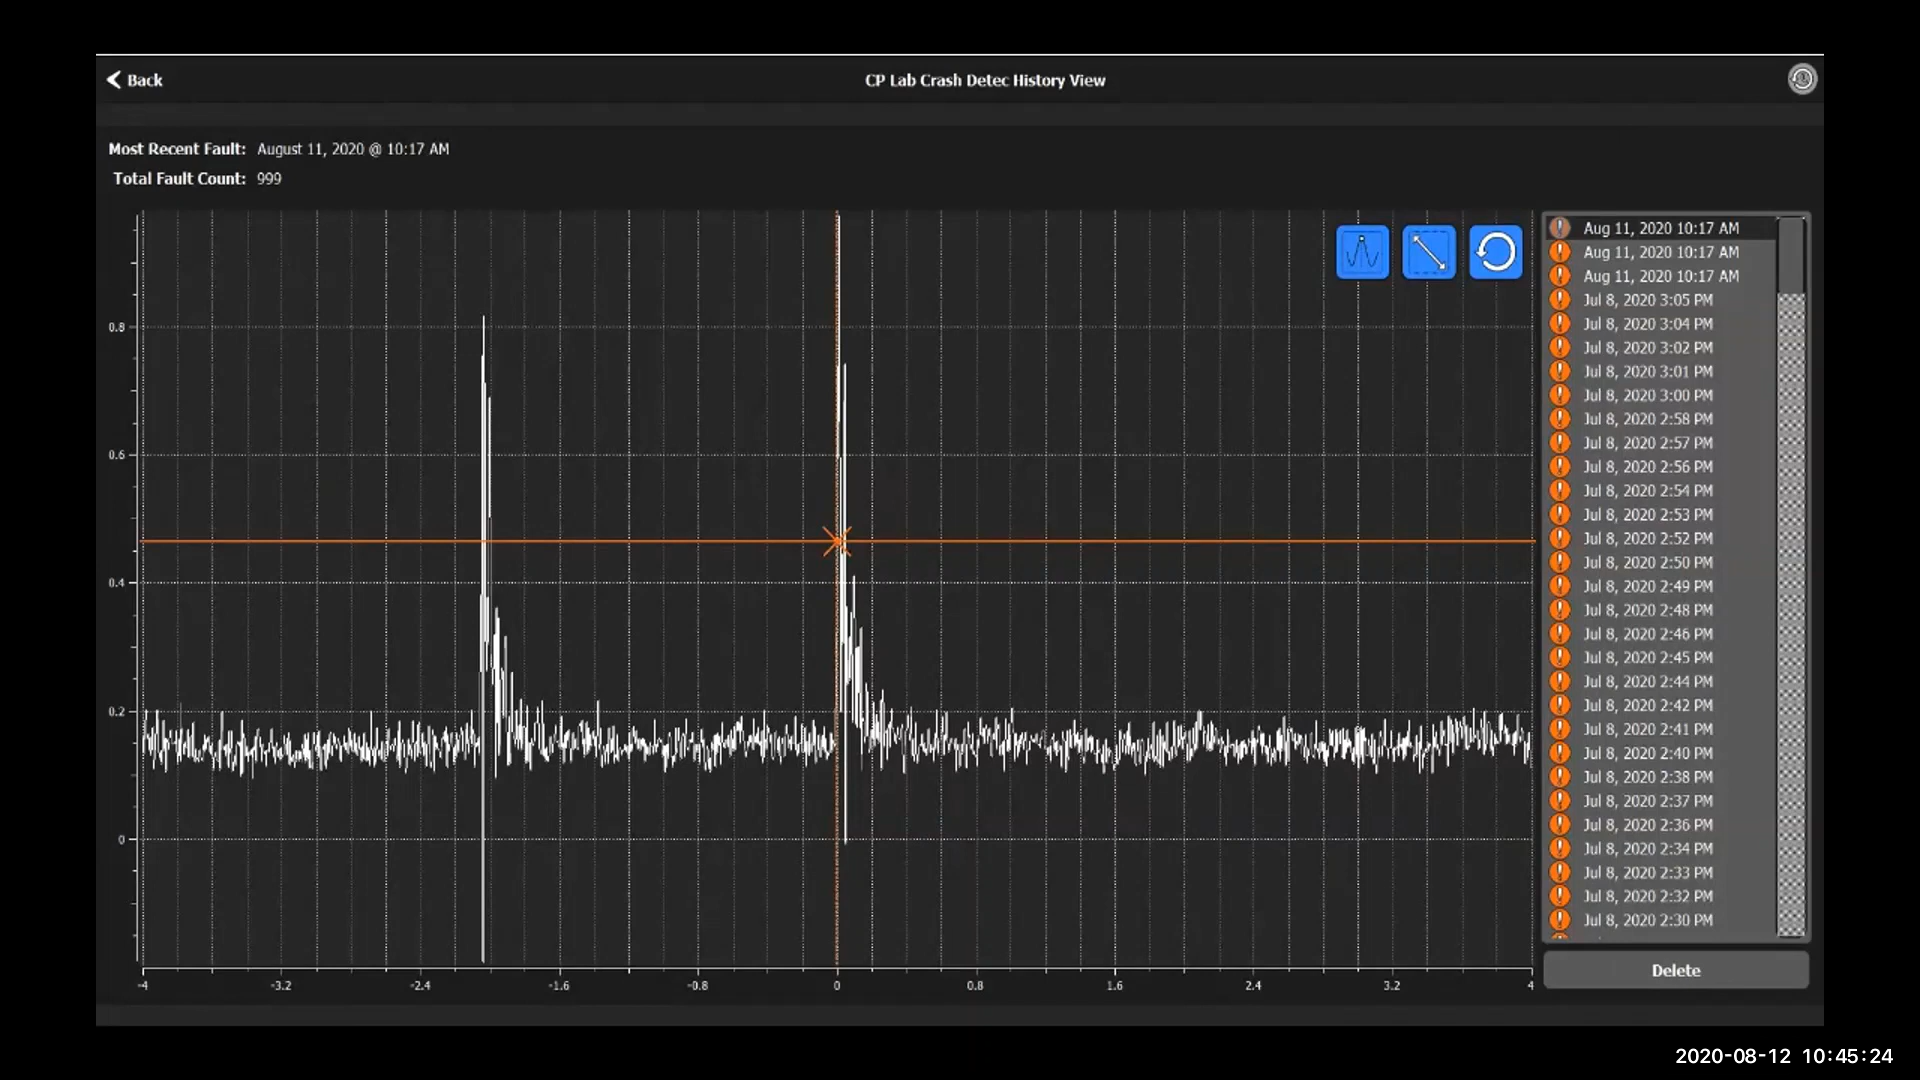 Back
CP Lab Crash Detec History View
Most Recent Fault: August 11, 2020 @ 10:17 AM
Total Fault Count: 999
0.8
0.6
0.4
0.2
0
-4 -3.2 -2.4 -1.6 -0.8 0 0.8 1.6 2.4 3.2 4
Aug 11, 2020 10:17 AM
Aug 11, 2020 10:17 AM
Aug 11, 2020 10:17 AM
Jul 8, 2020 3:05 PM
Jul 8, 2020 3:04 PM
Jul 8, 2020 3:02 PM
Jul 8, 2020 3:01 PM
Jul 8, 2020 3:00 PM
Jul 8, 2020 2:58 PM
Jul 8, 2020 2:57 PM
Jul 8, 2020 2:56 PM
Jul 8, 2020 2:54 PM
Jul 8, 2020 2:53 PM
Jul 8, 2020 2:52 PM
Jul 8, 2020 2:50 PM
Jul 8, 2020 2:49 PM
Jul 8, 2020 2:48 PM
Jul 8, 2020 2:46 PM
Jul 8, 2020 2:45 PM
Jul 8, 2020 2:44 PM
Jul 8, 2020 2:42 PM
Jul 8, 2020 2:41 PM
Jul 8, 2020 2:40 PM
Jul 8, 2020 2:38 PM
Jul 8, 2020 2:37 PM
Jul 8, 2020 2:36 PM
Jul 8, 2020 2:34 PM
Jul 8, 2020 2:33 PM
Jul 8, 2020 2:32 PM
Jul 8, 2020 2:30 PM
Delete
2020-08-12 10:45:24